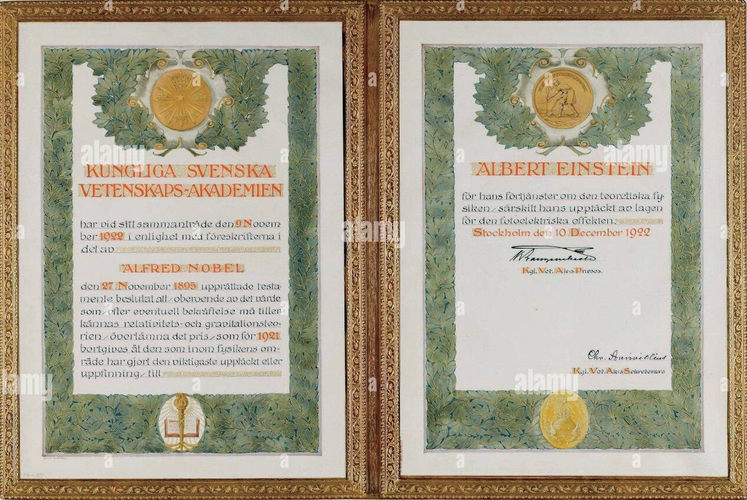 KUNGLIGA SVENSKA
VETENSKAPS-AKADEMIEN
har vid sitt sammanträde den 9 Novem
ber 1922 i enlighet med föreskrifterna i
det av
ALFRED NOBEL
den 27 November 1895 upprättade testa-
mente beslutat att / oberoende av det värde
som / efter eventuell bekräftelse må tiller
kännas relativitets- och gravitationsteo-
rien / överlämna det pris / som för 1921
bortgives åt den som inom fysikens om-
råde har gjort den viktigaste upptäckt eller
uppfinning / till
ALBERT EINSTEIN
för hans förtjänster om den teoretiska fy
siken / särskilt hans upptäckt av lagen
för den fotoelektriska effekten.
Stockholm den 10 December 1922
Kgl. Vet. Ak:s Præses.
Kgl. Vet. Ak:s Sekreterare
alamy